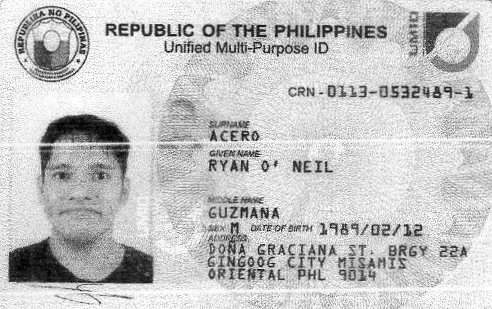 REPUBLIKA NG PILIPINAS
REPUBLIC OF THE PHILIPPINES
Unified Multi-Purpose ID
UMID
CRN - 0113-0532489-1
SURNAME
ACERO
GIVEN NAME
RYAN O' NEIL
MIDDLE NAME
GUZMANA
SEX M DATE OF BIRTH 1989/02/12
ADDRESS
DOÑA GRACIANA ST. BRGY 22A
GINGOOG CITY MISAMIS
ORIENTAL PHL 9014